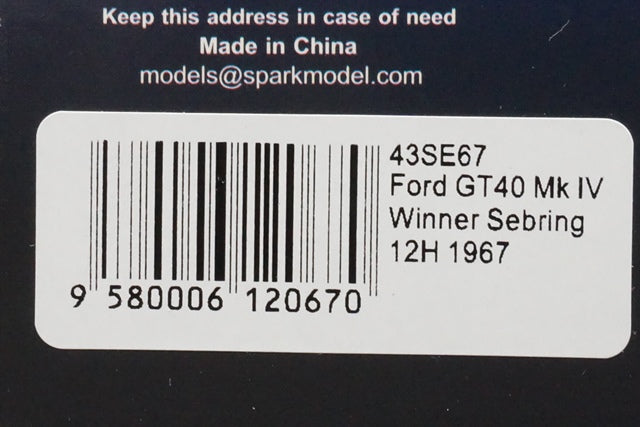 Keep this address in case of need
Made in China
models@sparkmodel.com
43SE67
Ford GT40 Mk IV
Winner Sebring
12H 1967
9 580006 120670